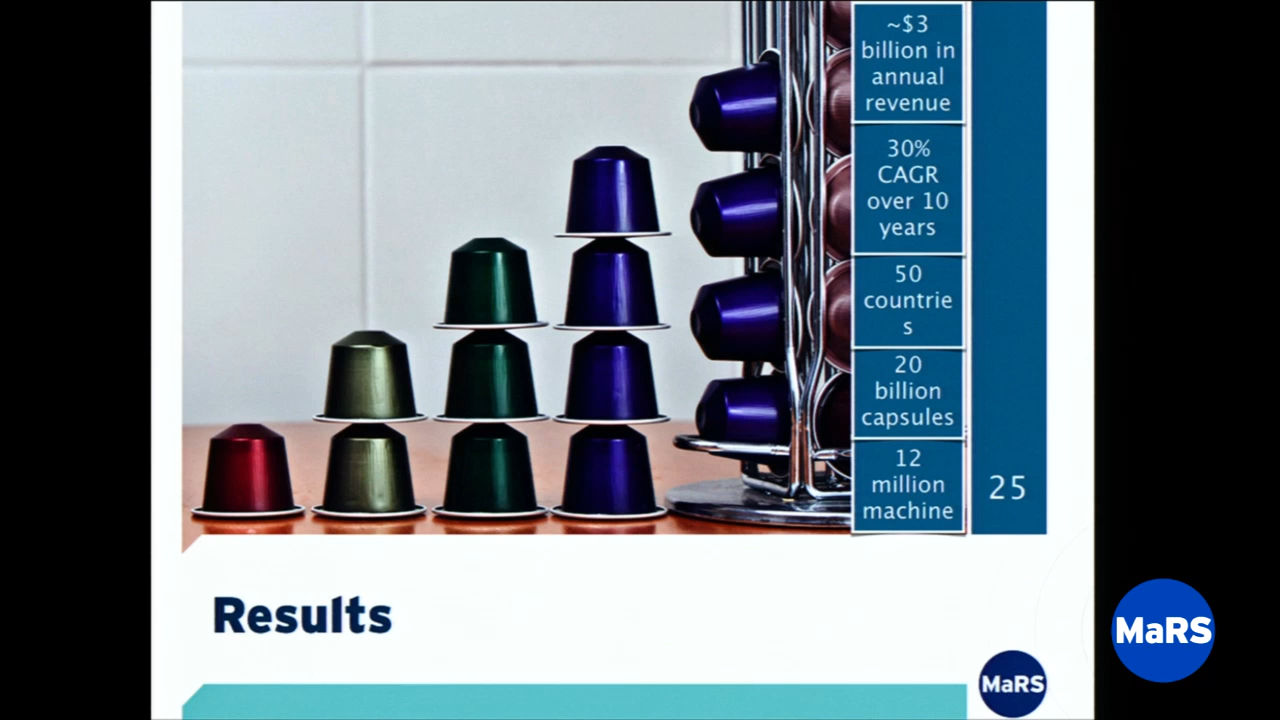 ~$3
billion in
annual
revenue
30%
CAGR
over 10
years
50
countrie
s
20
billion
capsules
12
million
machine
25
Results
MaRS
MaRS